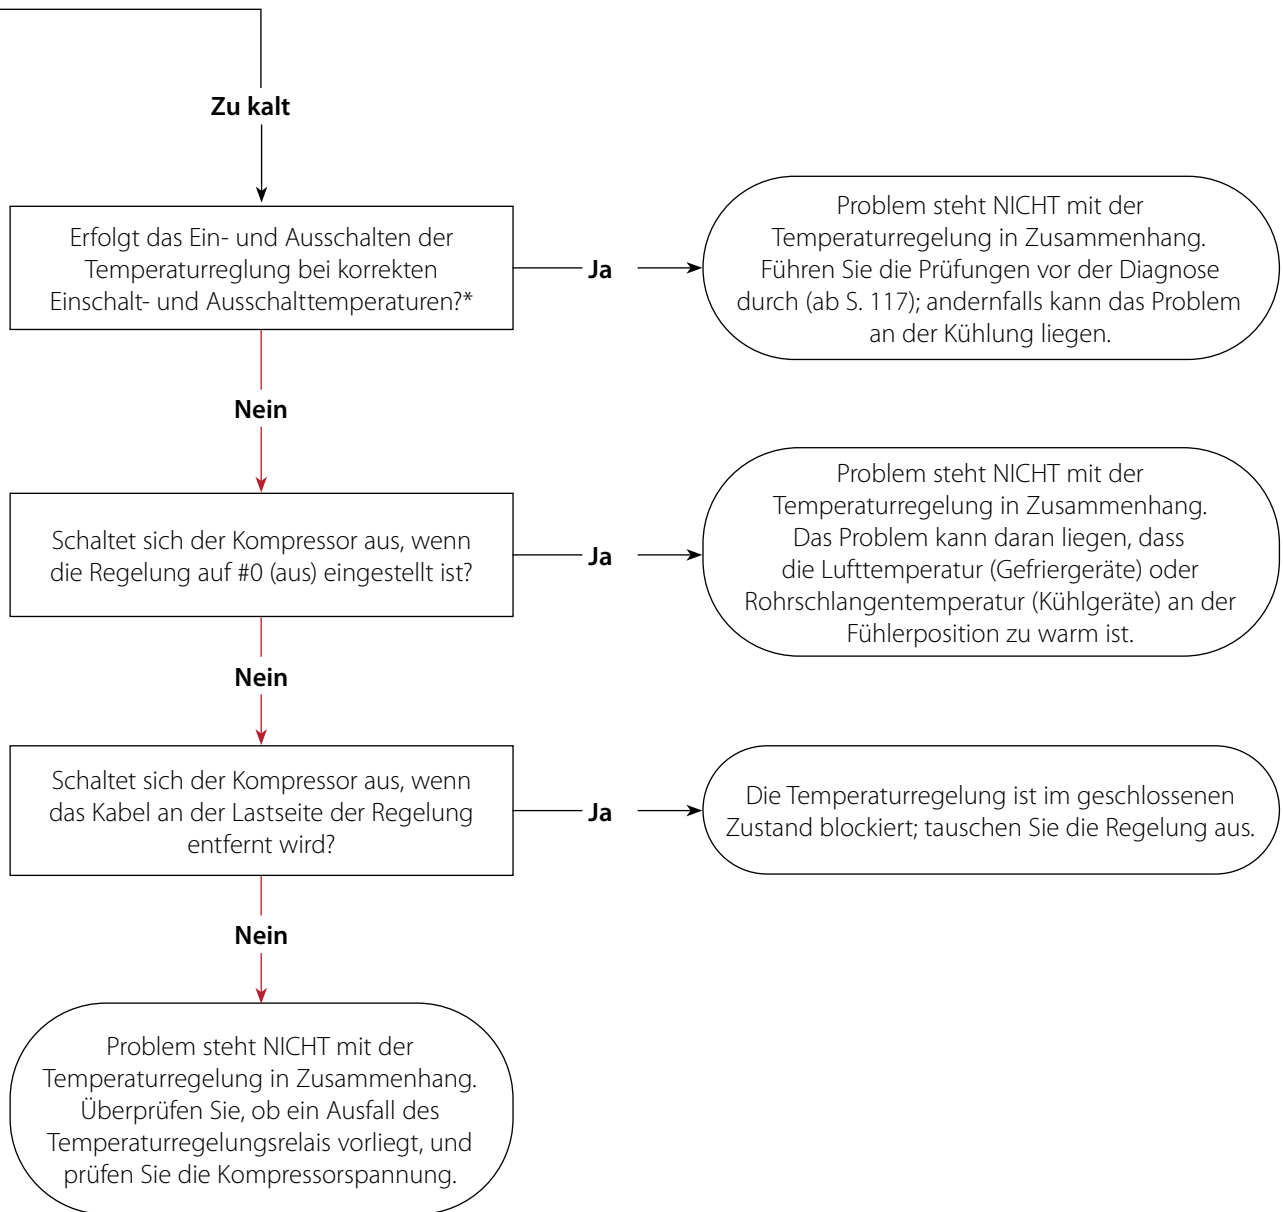 Zu kalt
Erfolgt das Ein- und Ausschalten der
Temperaturreglung bei korrekten
Einschalt- und Ausschalttemperaturen?*
Ja
Problem steht NICHT mit der
Temperaturregelung in Zusammenhang.
Führen Sie die Prüfungen vor der Diagnose
durch (ab S. 117); andernfalls kann das Problem
an der Kühlung liegen.
Nein
Schaltet sich der Kompressor aus, wenn
die Regelung auf #0 (aus) eingestellt ist?
Ja
Problem steht NICHT mit der
Temperaturregelung in Zusammenhang.
Das Problem kann daran liegen, dass
die Lufttemperatur (Gefriergeräte) oder
Rohrschlangentemperatur (Kühlgeräte) an der
Fühlerposition zu warm ist.
Nein
Schaltet sich der Kompressor aus, wenn
das Kabel an der Lastseite der Regelung
entfernt wird?
Ja
Die Temperaturregelung ist im geschlossenen
Zustand blockiert; tauschen Sie die Regelung aus.
Nein
Problem steht NICHT mit der
Temperaturregelung in Zusammenhang.
Überprüfen Sie, ob ein Ausfall des
Temperaturregelungsrelais vorliegt, und
prüfen Sie die Kompressorspannung.